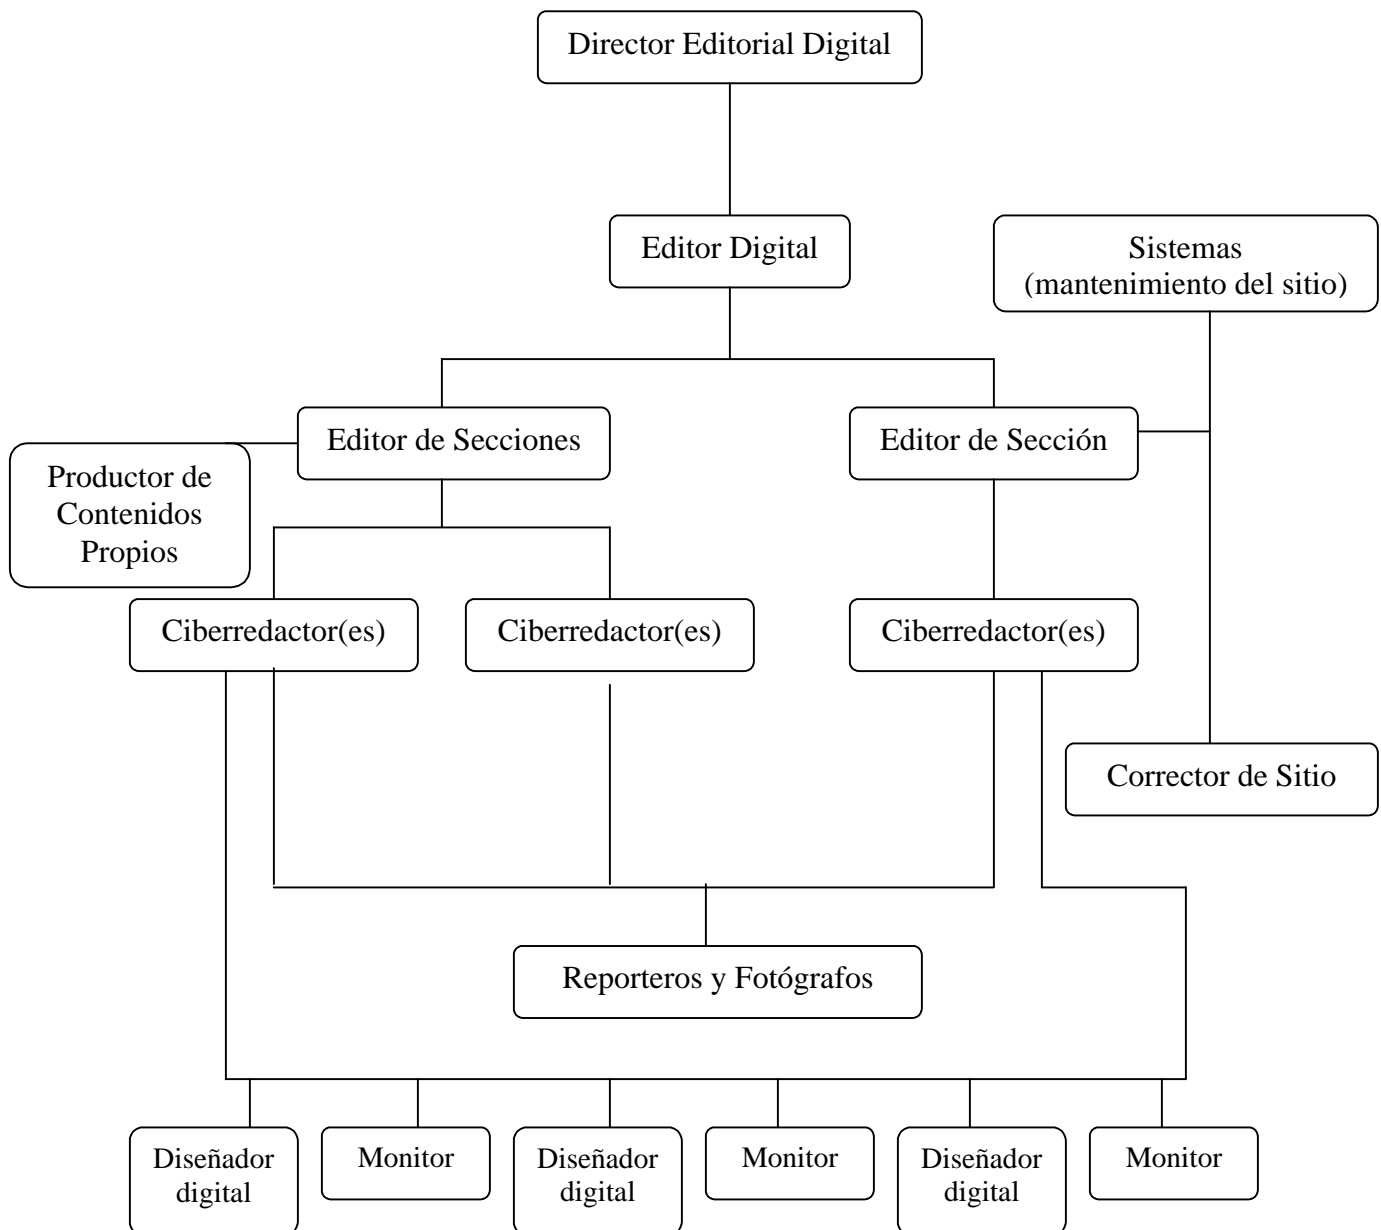 Director Editorial Digital
Editor Digital
Sistemas
(mantenimiento del sitio)
Editor de Secciones
Editor de Sección
Productor de
Contenidos
Propios
Ciberredactor(es)
Ciberredactor(es)
Ciberredactor(es)
Corrector de Sitio
Reporteros y Fotógrafos
Diseñador
digital
Monitor
Diseñador
digital
Monitor
Diseñador
digital
Monitor